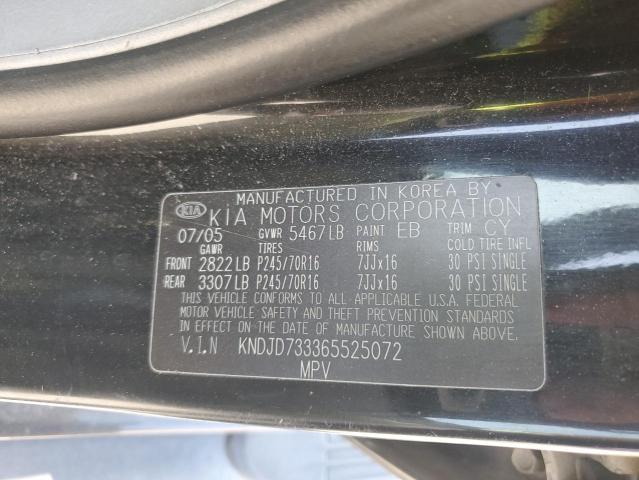 MANUFACTURED IN KOREA BY
KIA KIA MOTORS CORPORATION
07/05 GVWR 5467LB PAINT EB TRIM CY
GAWR TIRES RIMS COLD TIRE INFL
FRONT 2822LB P245/70R16 7JJx16 30 PSI SINGLE
REAR 3307LB P245/70R16 7JJx16 30 PSI SINGLE
THIS VEHICLE CONFORMS TO ALL APPLICABLE U.S.A. FEDERAL
MOTOR VEHICLE SAFETY AND THEFT PREVENTION STANDARDS
IN EFFECT ON THE DATE OF MANUFACTURE SHOWN ABOVE.
V.I.N KNDJD733365525072
MPV